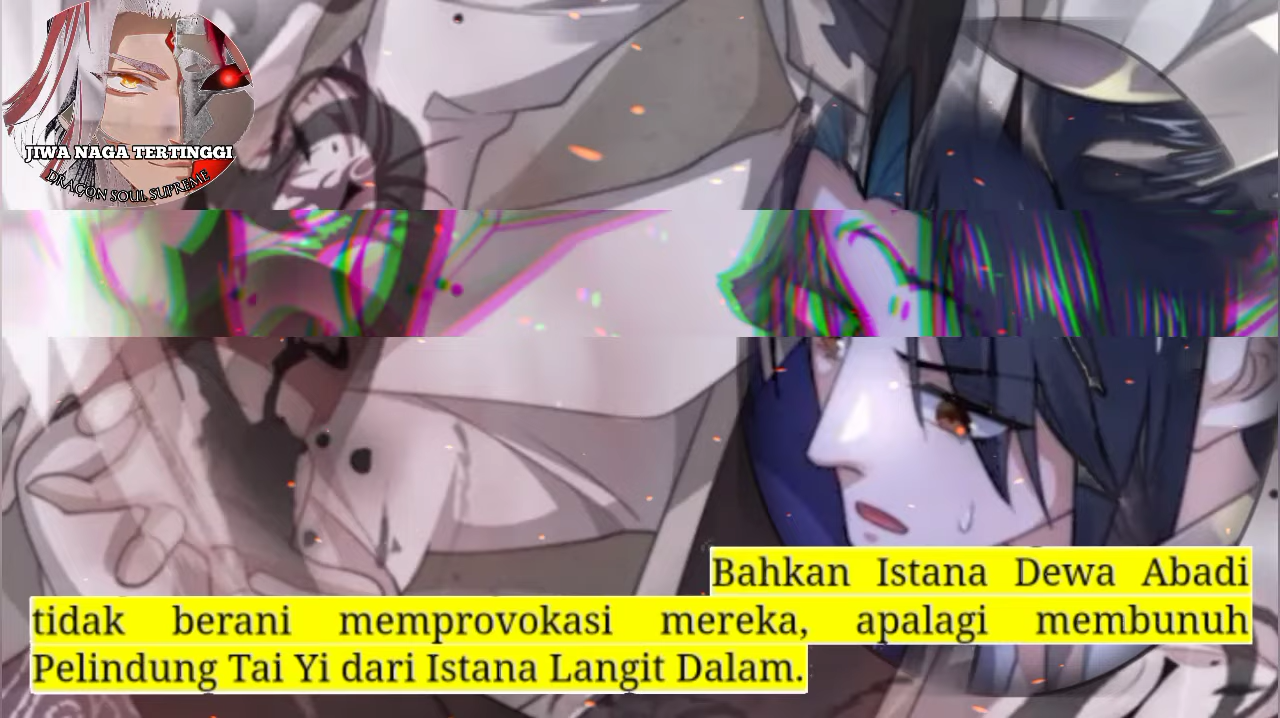 JIWA NAGA TERTINGGI
DRAGON SOUL SUPREME
Bahkan Istana Dewa Abadi
tidak berani memprovokasi mereka, apalagi membunuh
Pelindung Tai Yi dari Istana Langit Dalam.